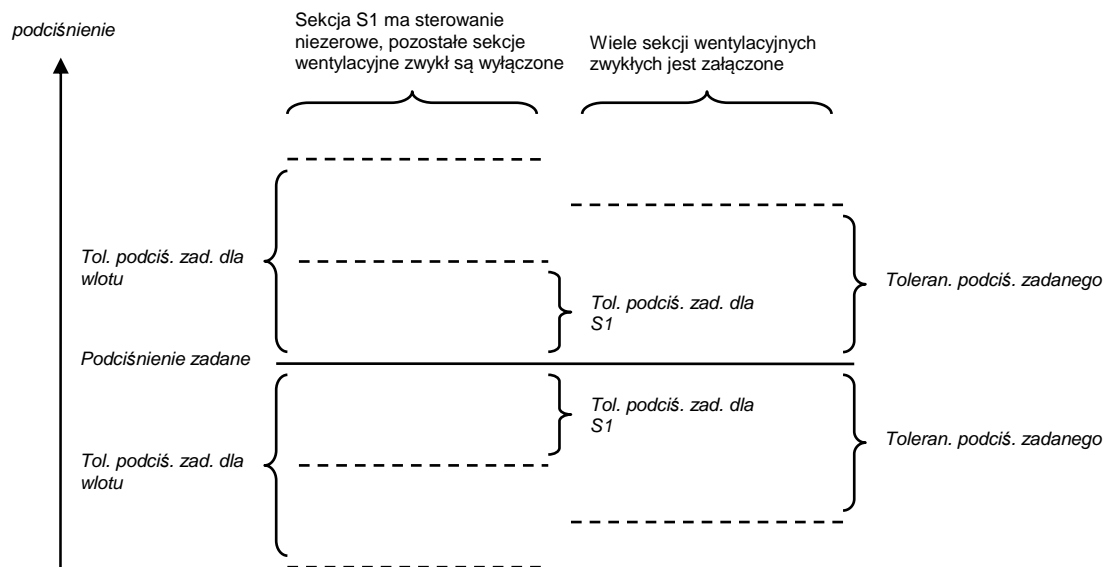 podciśnienie
Sekcja S1 ma sterowanie
niezerowe, pozostałe sekcje
wentylacyjne zwykł są wyłączone
Wiele sekcji wentylacyjnych
zwykłych jest załączone
Tol. podciś. zad. dla
wlotu
Tol. podciś. zad. dla
S1
Toleran. podciś. zadanego
Podciśnienie zadane
Tol. podciś. zad. dla
S1
Toleran. podciś. zadanego
Tol. podciś. zad. dla
wlotu